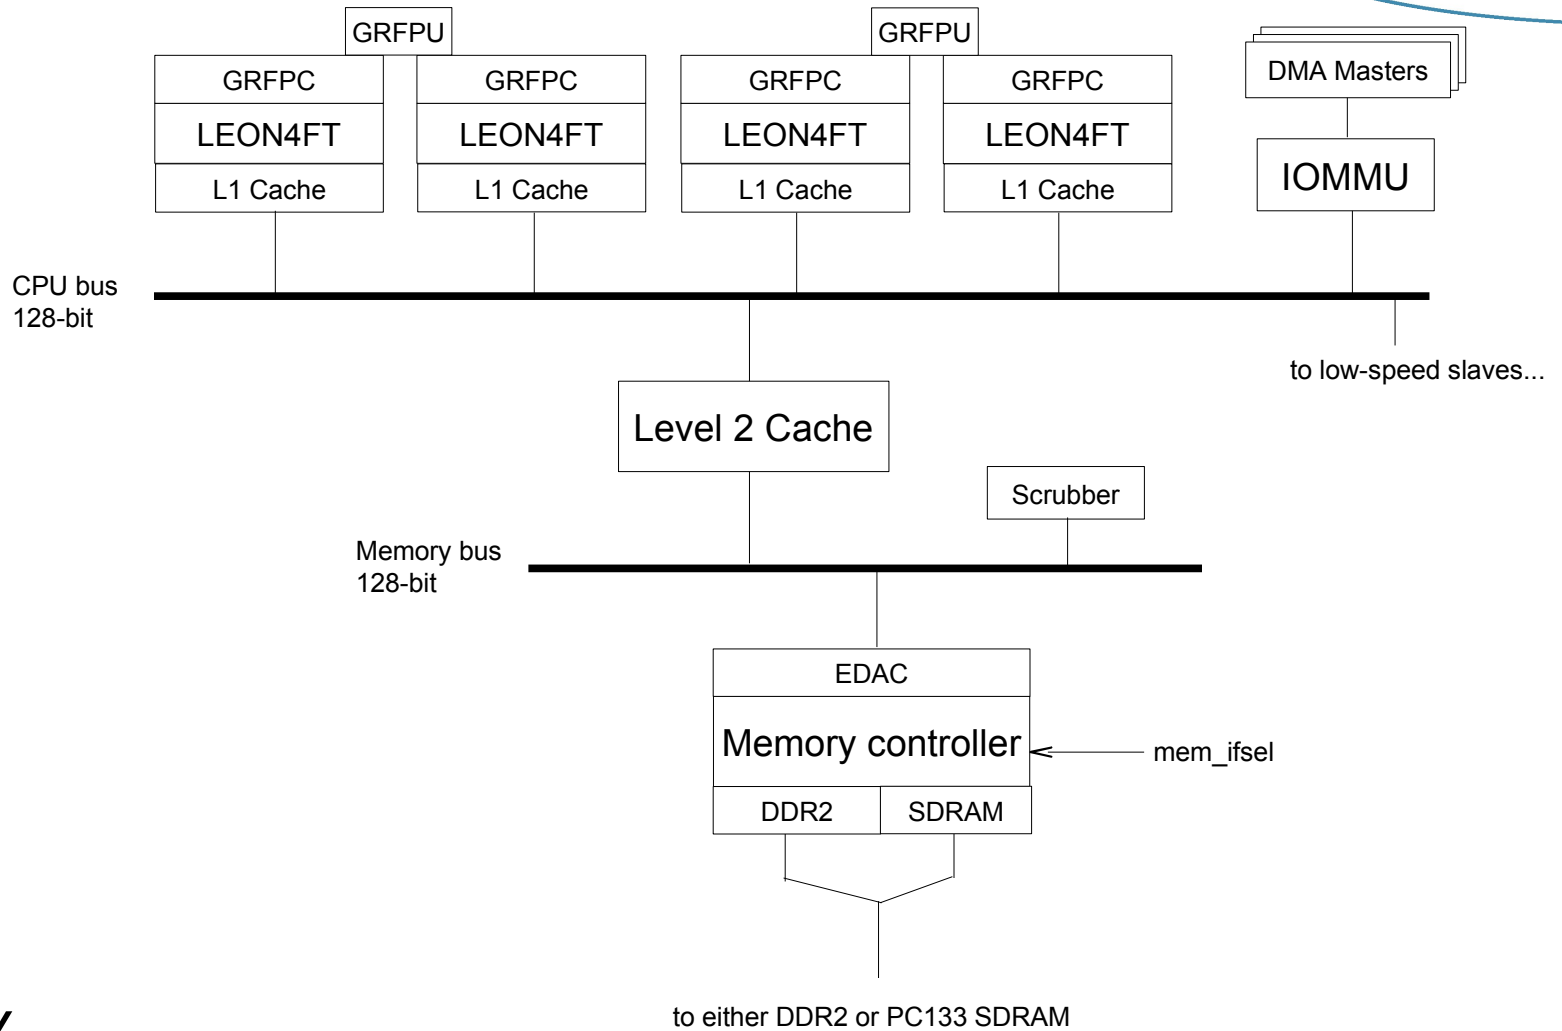 GRFPU
GRFPU
GRFPC
GRFPC
GRFPC
GRFPC
DMA Masters
LEON4FT
LEON4FT
LEON4FT
LEON4FT
L1 Cache
L1 Cache
L1 Cache
L1 Cache
IOMMU
CPU bus
128-bit
to low-speed slaves...
Level 2 Cache
Scrubber
Memory bus
128-bit
EDAC
Memory controller
mem_ifsel
DDR2
SDRAM
to either DDR2 or PC133 SDRAM